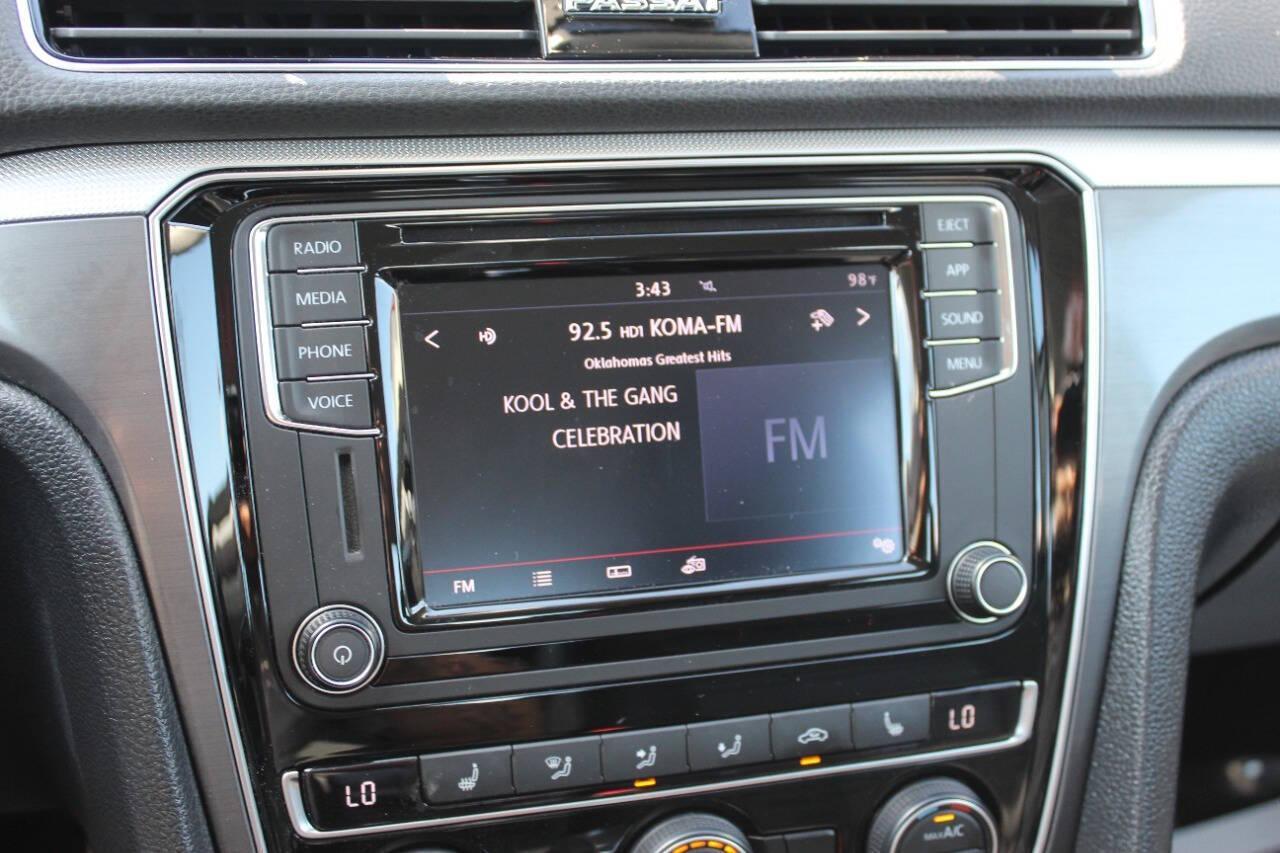 PASSAT
RADIO
MEDIA
PHONE
VOICE
EJECT
APP
SOUND
MENU
3:43
98°F
92.5 HD1 KOMA-FM
Oklahomas Greatest Hits
KOOL & THE GANG
CELEBRATION
FM
FM
LO
LO
MAX A/C